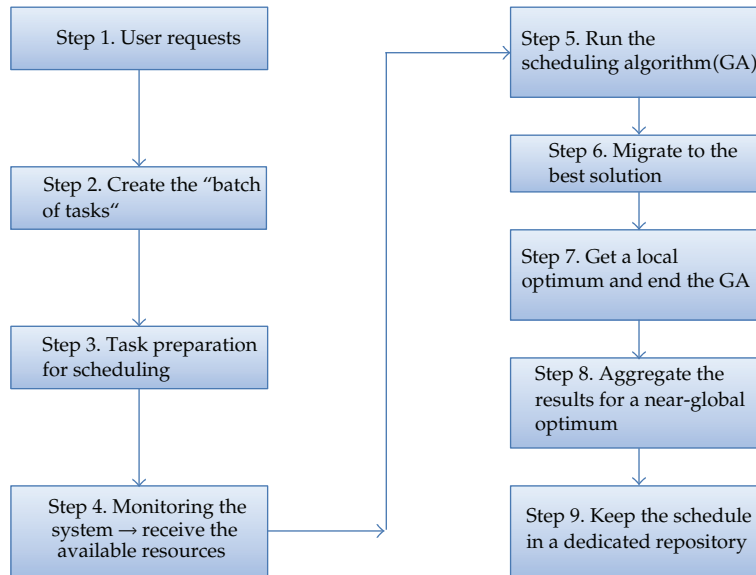 Step 1. User requests
Step 2. Create the “batch
of tasks“
Step 3. Task preparation
for scheduling
Step 4. Monitoring the
system → receive the
available resources
Step 5. Run the
scheduling algorithm(GA)
Step 6. Migrate to the
best solution
Step 7. Get a local
optimum and end the GA
Step 8. Aggregate the
results for a near-global
optimum
Step 9. Keep the schedule
in a dedicated repository